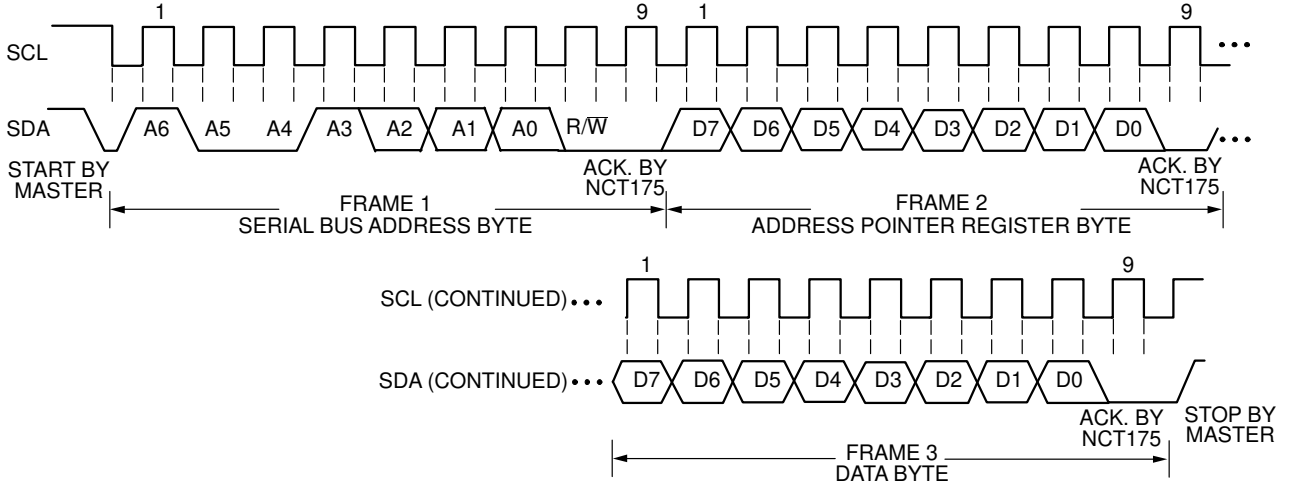 1 9 1 9
SCL •••
SDA A6 A5 A4 A3 A2 A1 A0 R/W̅ D7 D6 D5 D4 D3 D2 D1 D0 •••
START BY
MASTER
ACK. BY
NCT175
ACK. BY
NCT175
FRAME 1
SERIAL BUS ADDRESS BYTE
FRAME 2
ADDRESS POINTER REGISTER BYTE
1 9
SCL (CONTINUED) •••
SDA (CONTINUED) ••• D7 D6 D5 D4 D3 D2 D1 D0
ACK. BY
NCT175
STOP BY
MASTER
FRAME 3
DATA BYTE